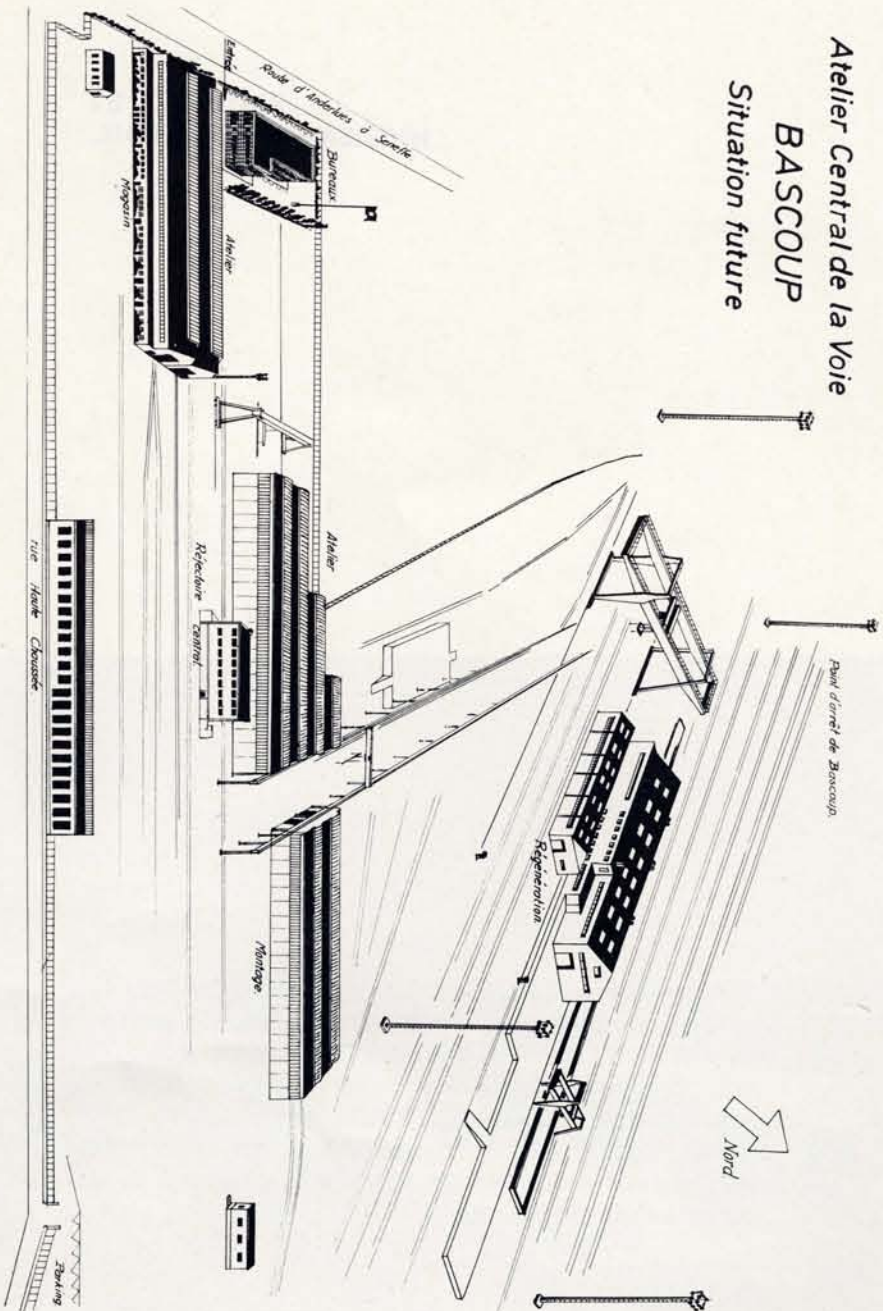 Atelier Central de la Voie
BASCOUP
Situation future
Nord
Point d'arrêt de Bascoup.
Route d'Anderlues à Seneffe
Entrée
Bureaux
Atelier
Magasin
Atelier
Réfectoire central
Régénération
Montage
rue Haute Chaussée
Parking